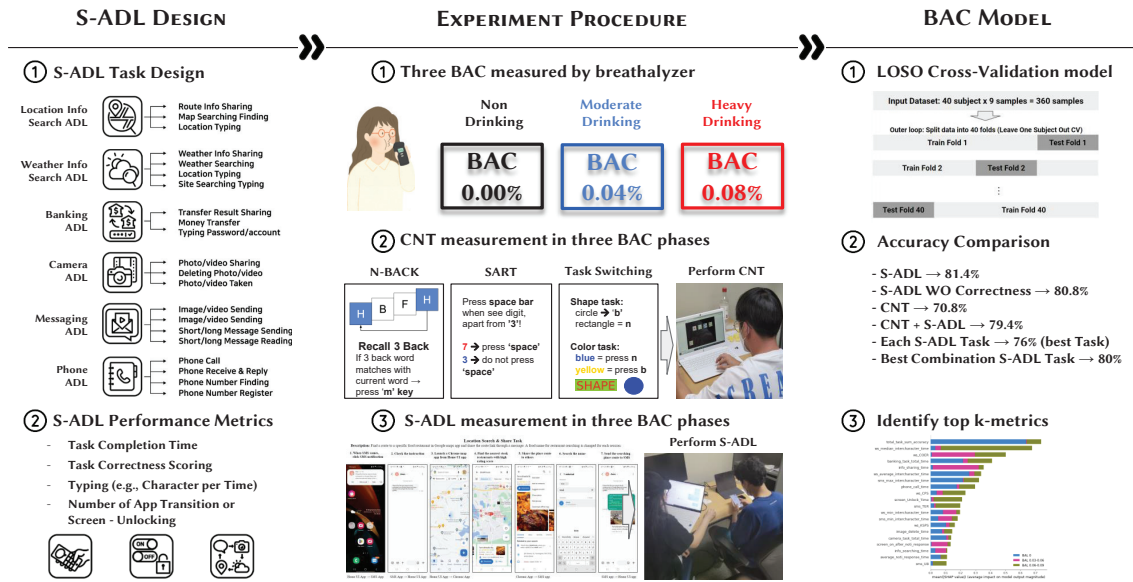 S-ADL Design
Experiment Procedure
BAC Model
1 S-ADL Task Design
Location Info
Search ADL
Route Info Sharing
Map Searching Finding
Location Typing
Weather Info
Search ADL
Weather Info Sharing
Weather Searching
Location Typing
Site Searching Typing
Banking
ADL
Transfer Result Sharing
Money Transfer
Typing Password/account
Camera
ADL
Photo/video Sharing
Deleting Photo/video
Photo/video Taken
Messaging
ADL
Image/video Sending
Image/video Sending
Short/long Message Sending
Short/long Message Reading
Phone
ADL
Phone Call
Phone Receive & Reply
Phone Number Finding
Phone Number Register
2 S-ADL Performance Metrics
- Task Completion Time
- Task Correctness Scoring
- Typing (e.g., Character per Time)
- Number of App Transition or
Screen - Unlocking
ON
OFF
1 Three BAC measured by breathalyzer
Non
Drinking
BAC
0.00%
Moderate
Drinking
BAC
0.04%
Heavy
Drinking
BAC
0.08%
2 CNT measurement in three BAC phases
N-BACK
H B F H
Recall 3 Back
If 3 back word
matches with
current word →
press 'm' key
SART
Press space bar
when see digit,
apart from '3'!
7 → press 'space'
3 → do not press
'space'
Task Switching
Shape task:
circle → 'b'
rectangle = n
Color task:
blue = press n
yellow = press b
SHAPE
Perform CNT
3 S-ADL measurement in three BAC phases
Location Search & Share Task
Perform S-ADL
1 LOSO Cross-Validation model
Input Dataset: 40 subject x 9 samples = 360 samples
Outer loop: Split data into 40 folds (Leave One Subject Out CV)
Train Fold 1 Test Fold 1
Train Fold 2 Test Fold 2
⋮
Test Fold 40 Train Fold 40
2 Accuracy Comparison
- S-ADL → 81.4%
- S-ADL WO Correctness → 80.8%
- CNT → 70.8%
- CNT + S-ADL → 79.4%
- Each S-ADL Task → 76% (best Task)
- Best Combination S-ADL Task → 80%
3 Identify top k-metrics